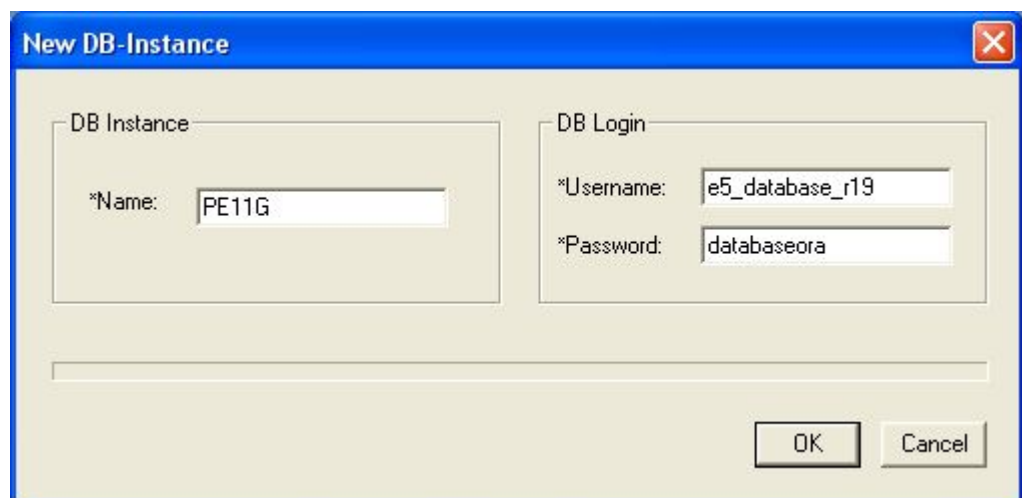 New DB-Instance
DB Instance
*Name: PE11G
DB Login
*Username: e5_database_r19
*Password: databaseora
OK Cancel